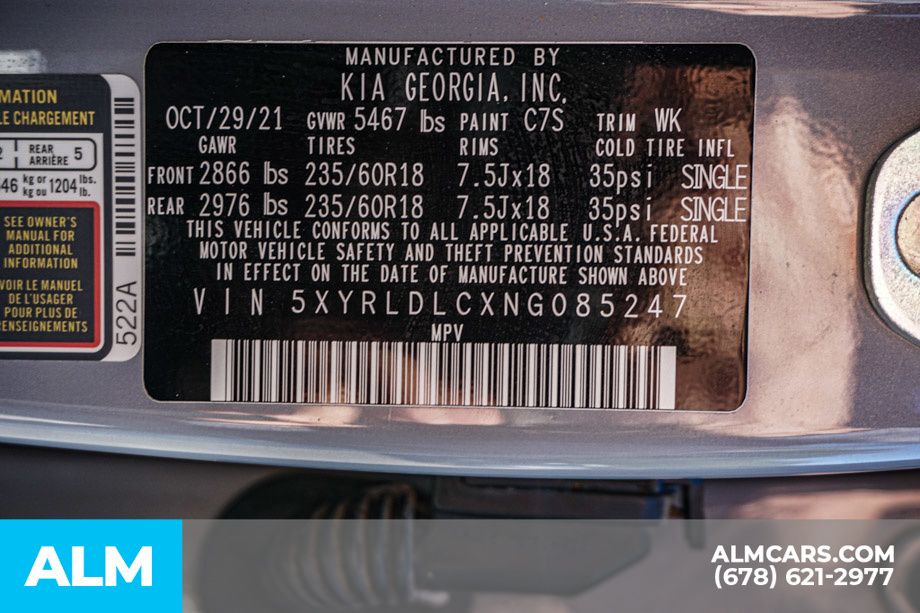 MANUFACTURED BY
KIA GEORGIA, INC.
OCT/29/21 GVWR 5467 lbs PAINT C7S TRIM WK
GAWR TIRES RIMS COLD TIRE INFL
FRONT 2866 lbs 235/60R18 7.5Jx18 35psi SINGLE
REAR 2976 lbs 235/60R18 7.5Jx18 35psi SINGLE
THIS VEHICLE CONFORMS TO ALL APPLICABLE U.S.A. FEDERAL
MOTOR VEHICLE SAFETY AND THEFT PREVENTION STANDARDS
IN EFFECT ON THE DATE OF MANUFACTURE SHOWN ABOVE
VIN 5XYRLDLCXNG085247
MPV
CHARGEMENT
2 REAR
ARRIÈRE 5
kg or lbs.
kg ou 1204 lb.
SEE OWNER'S
MANUAL FOR
ADDITIONAL
INFORMATION
LE MANUEL
DE L'USAGER
POUR PLUS DE
522A
ALM
ALMCARS.COM
(678) 621-2977